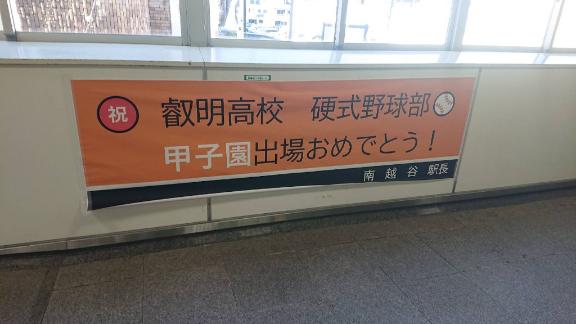 祝 叡明高校 硬式野球部
甲子園出場おめでとう！
南越谷 駅長